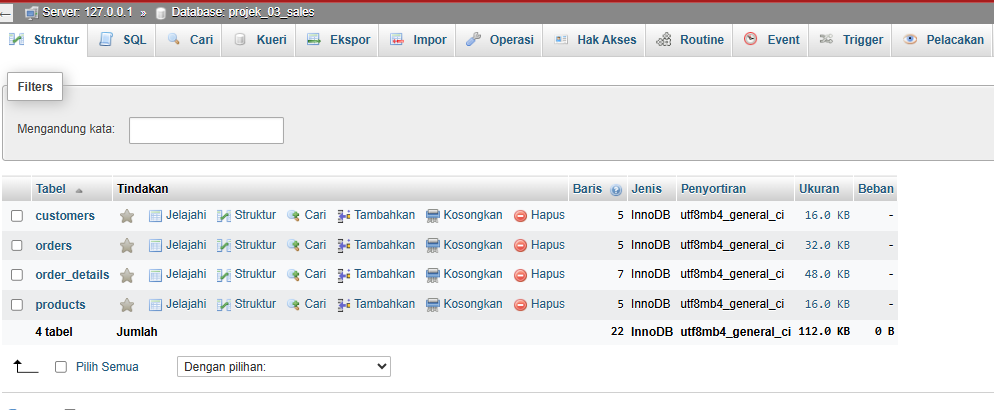 Server: 127.0.0.1 » Database: projek_03_sales
Struktur SQL Cari Kueri Ekspor Impor Operasi Hak Akses Routine Event Trigger Pelacakan
Filters
Mengandung kata:
Tabel Tindakan Baris Jenis Penyortiran Ukuran Beban
customers Jelajahi Struktur Cari Tambahkan Kosongkan Hapus 5 InnoDB utf8mb4_general_ci 16.0 KB -
orders Jelajahi Struktur Cari Tambahkan Kosongkan Hapus 5 InnoDB utf8mb4_general_ci 32.0 KB -
order_details Jelajahi Struktur Cari Tambahkan Kosongkan Hapus 7 InnoDB utf8mb4_general_ci 48.0 KB -
products Jelajahi Struktur Cari Tambahkan Kosongkan Hapus 5 InnoDB utf8mb4_general_ci 16.0 KB -
4 tabel Jumlah 22 InnoDB utf8mb4_general_ci 112.0 KB 0 B
Pilih Semua Dengan pilihan: